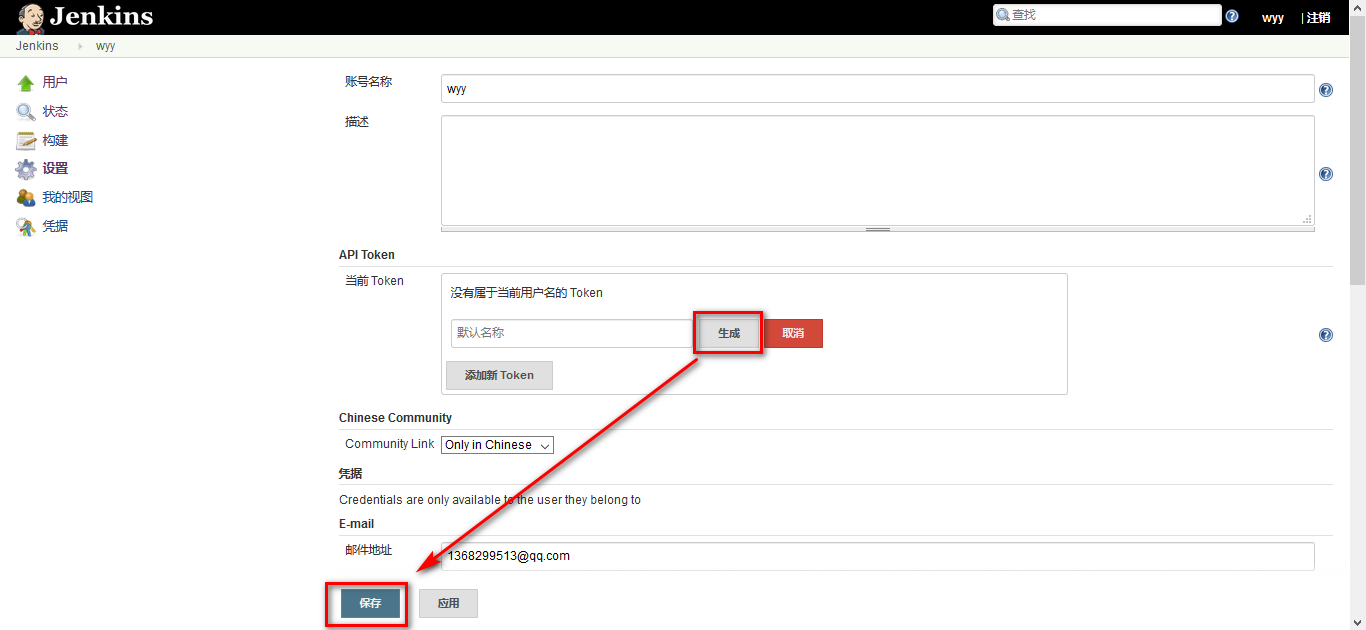 Jenkins
查找
wyy
| 注销
Jenkins
wyy
用户
状态
构建
设置
我的视图
凭据
账号名称
wyy
描述
API Token
当前 Token
没有属于当前用户名的 Token
默认名称
生成
取消
添加新 Token
Chinese Community
Community Link
Only in Chinese
凭据
Credentials are only available to the user they belong to
E-mail
邮件地址
1368299513@qq.com
保存
应用